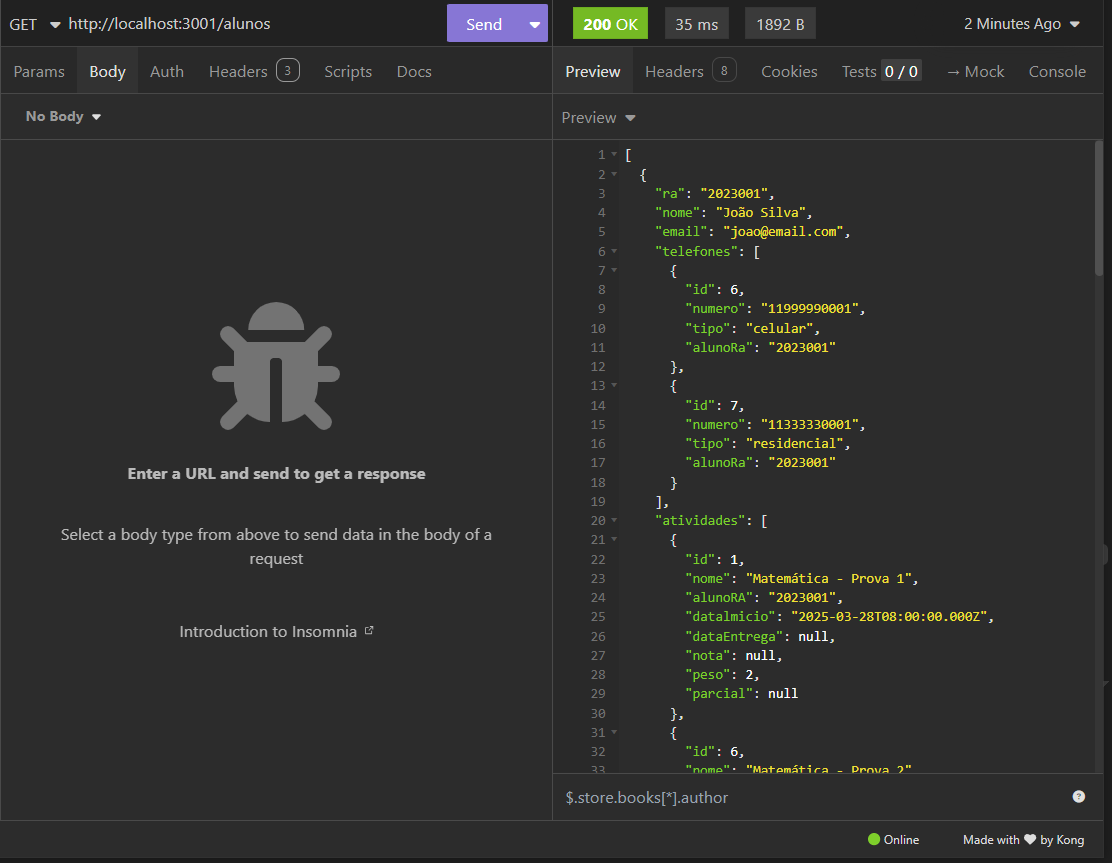 GET http://localhost:3001/alunos Send
200 OK 35 ms 1892 B 2 Minutes Ago
Params Body Auth Headers 3 Scripts Docs
Preview Headers 8 Cookies Tests 0 / 0 → Mock Console
No Body
Enter a URL and send to get a response
Select a body type from above to send data in the body of a
request
Introduction to Insomnia
Preview
1 [
2 {
3 "ra": "2023001",
4 "nome": "João Silva",
5 "email": "joao@email.com",
6 "telefones": [
7 {
8 "id": 6,
9 "numero": "11999990001",
10 "tipo": "celular",
11 "alunoRa": "2023001"
12 },
13 {
14 "id": 7,
15 "numero": "11333330001",
16 "tipo": "residencial",
17 "alunoRa": "2023001"
18 }
19 ],
20 "atividades": [
21 {
22 "id": 1,
23 "nome": "Matemática - Prova 1",
24 "alunoRA": "2023001",
25 "datalmicio": "2025-03-28T08:00:00.000Z",
26 "dataEntrega": null,
27 "nota": null,
28 "peso": 2,
29 "parcial": null
30 },
31 {
32 "id": 6,
33 "nome": "Matemática - Prova 2"
$.store.books[*].author ?
Online Made with ♥ by Kong